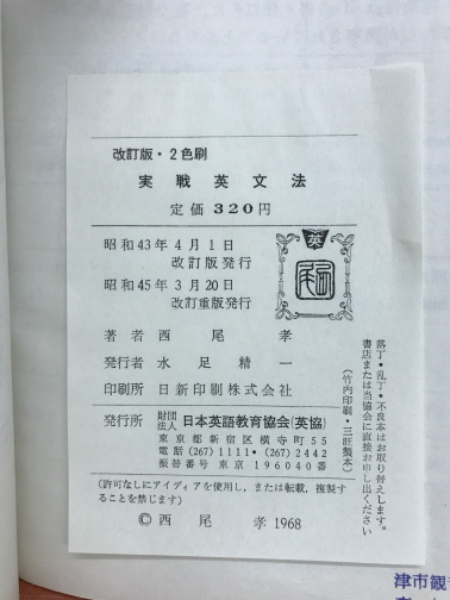 改訂版・2色刷
実戦英文法
定価320円
昭和43年4月1日
改訂版発行
昭和45年3月20日
改訂重版発行
英
著者 西尾孝
発行者 水足精一
印刷所 日新印刷株式会社
発行所 財団法人 日本英語教育協会(英協)
東京都新宿区横寺町55
電話(267)1111・(267)2442
振替番号 東京196040番
(許可なしにアイディアを使用し,または転載,複製す
ることを禁じます)
©西尾孝 1968
落丁・乱丁・不良本はお取り替えします。
書店または当協会に直接お申し出ください
(竹内印刷・三旺製本)
津市観